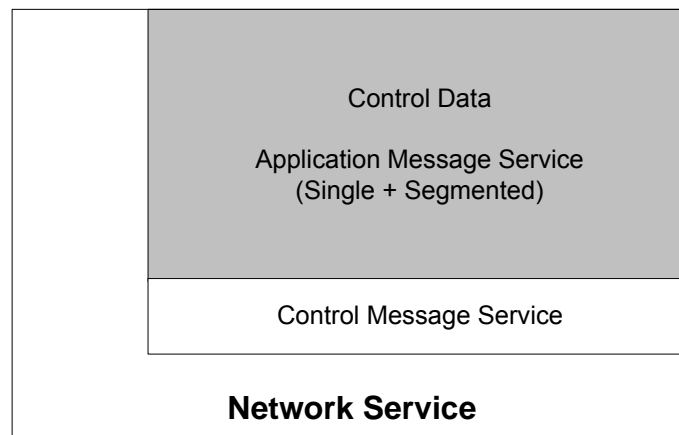 Control Data
Application Message Service
(Single + Segmented)
Control Message Service
Network Service